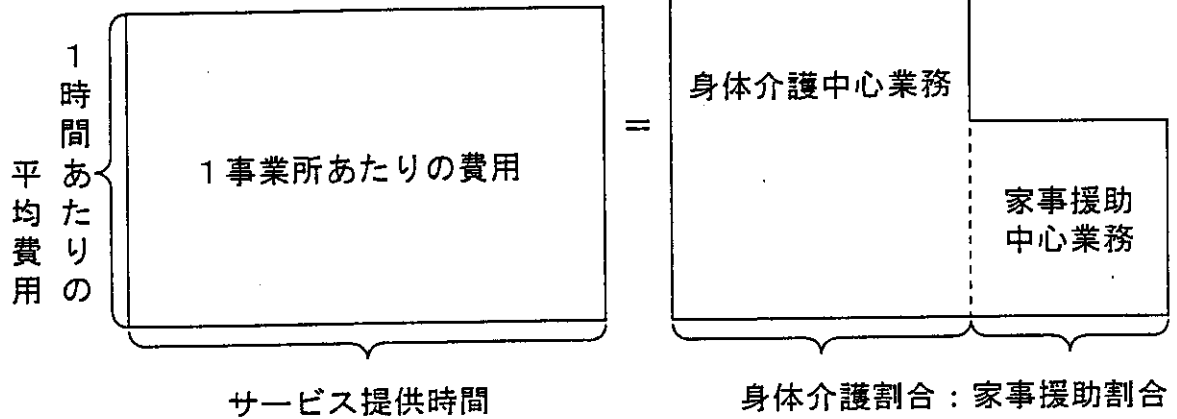 1時間あたりの
平均費用
1事業所あたりの費用
サービス提供時間
=
身体介護中心業務
家事援助
中心業務
身体介護割合：家事援助割合